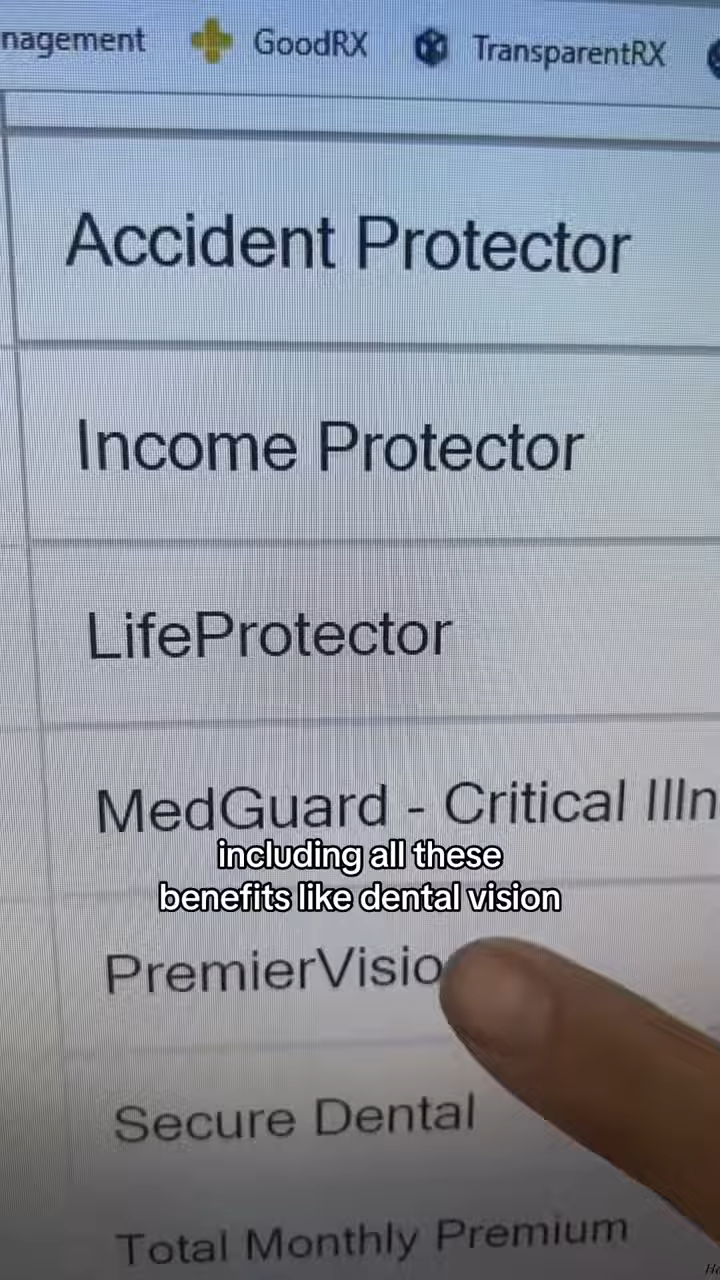 nagement GoodRX TransparentRX
Accident Protector
Income Protector
LifeProtector
MedGuard - Critical Illn
including all these
benefits like dental vision
PremierVisio
Secure Dental
Total Monthly Premium